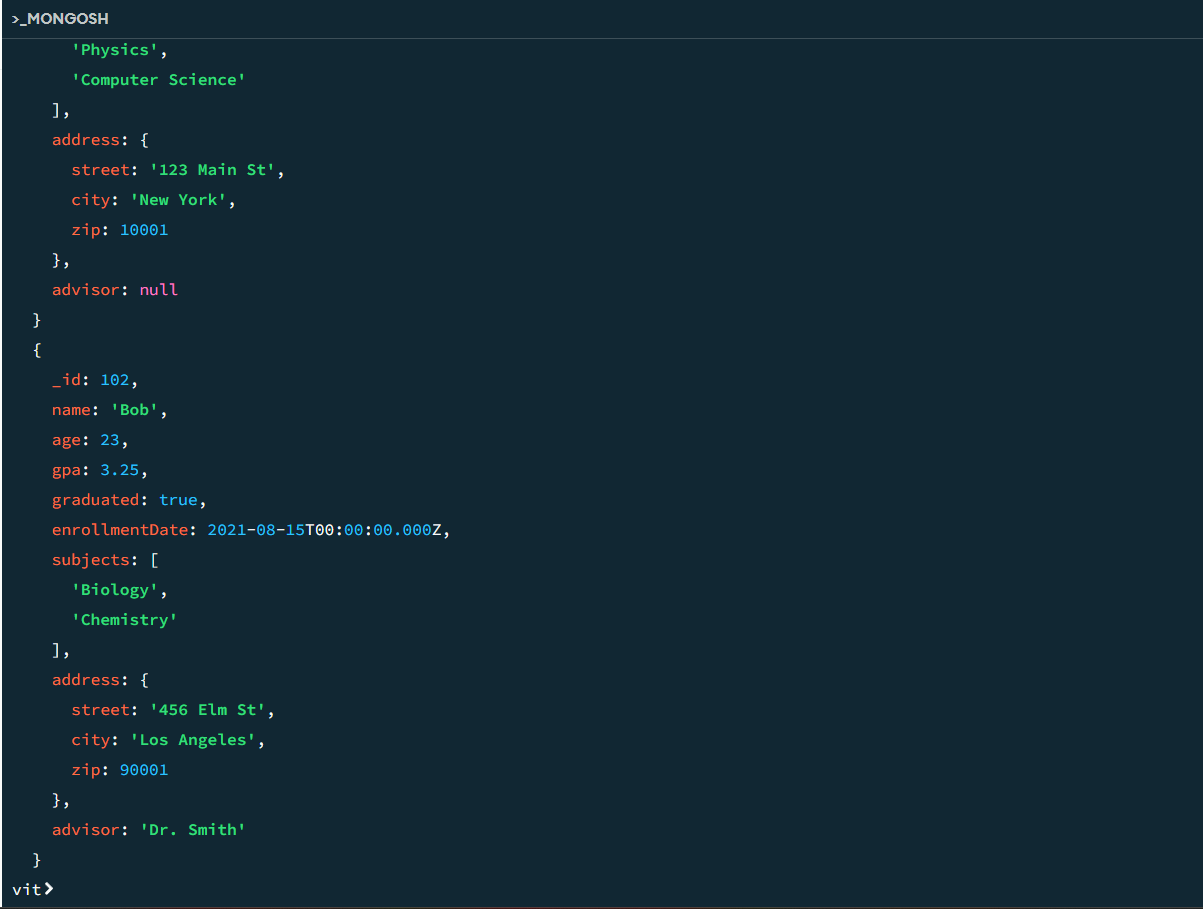 >_MONGOSH
'Physics',
'Computer Science'
],
address: {
street: '123 Main St',
city: 'New York',
zip: 10001
},
advisor: null
}
{
_id: 102,
name: 'Bob',
age: 23,
gpa: 3.25,
graduated: true,
enrollmentDate: 2021-08-15T00:00:00.000Z,
subjects: [
'Biology',
'Chemistry'
],
address: {
street: '456 Elm St',
city: 'Los Angeles',
zip: 90001
},
advisor: 'Dr. Smith'
}
vit>